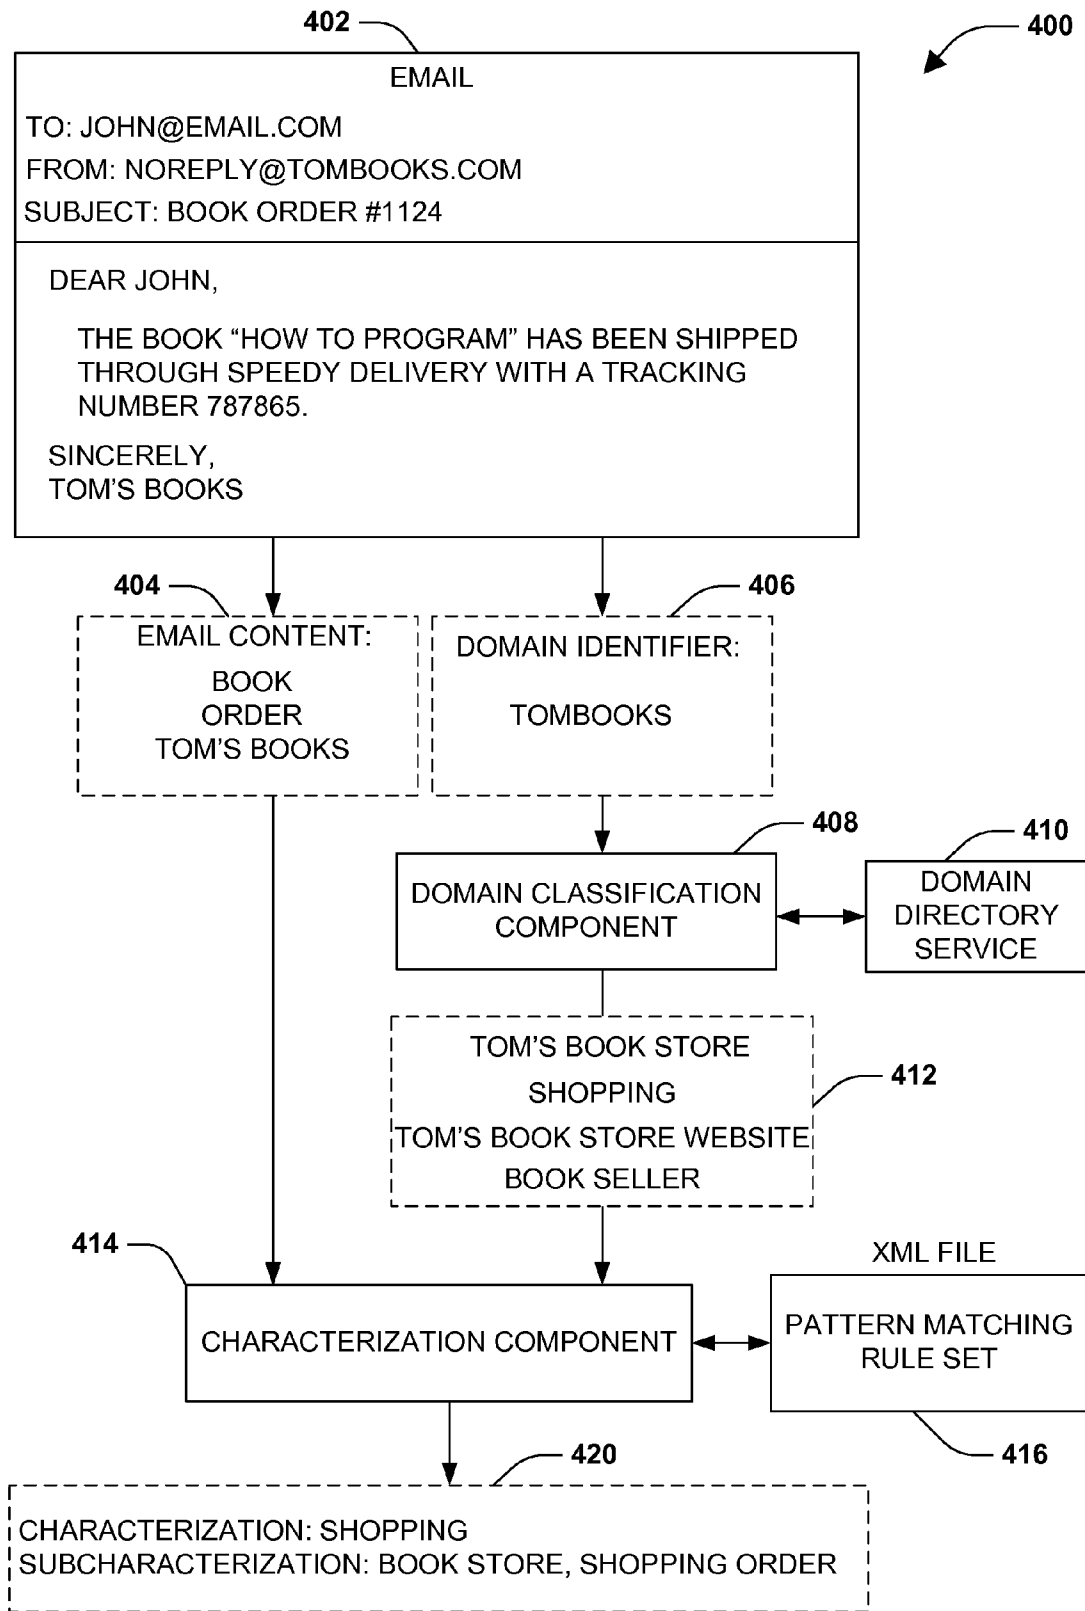 402
400
EMAIL
TO: JOHN@EMAIL.COM
FROM: NOREPLY@TOMBOOKS.COM
SUBJECT: BOOK ORDER #1124
DEAR JOHN,
THE BOOK “HOW TO PROGRAM” HAS BEEN SHIPPED
THROUGH SPEEDY DELIVERY WITH A TRACKING
NUMBER 787865.
SINCERELY,
TOM’S BOOKS
404
406
EMAIL CONTENT:
BOOK
ORDER
TOM’S BOOKS
DOMAIN IDENTIFIER:
TOMBOOKS
408
410
DOMAIN CLASSIFICATION
COMPONENT
DOMAIN
DIRECTORY
SERVICE
TOM’S BOOK STORE
SHOPPING
TOM’S BOOK STORE WEBSITE
BOOK SELLER
412
414
XML FILE
CHARACTERIZATION COMPONENT
PATTERN MATCHING
RULE SET
416
420
CHARACTERIZATION: SHOPPING
SUBCHARACTERIZATION: BOOK STORE, SHOPPING ORDER